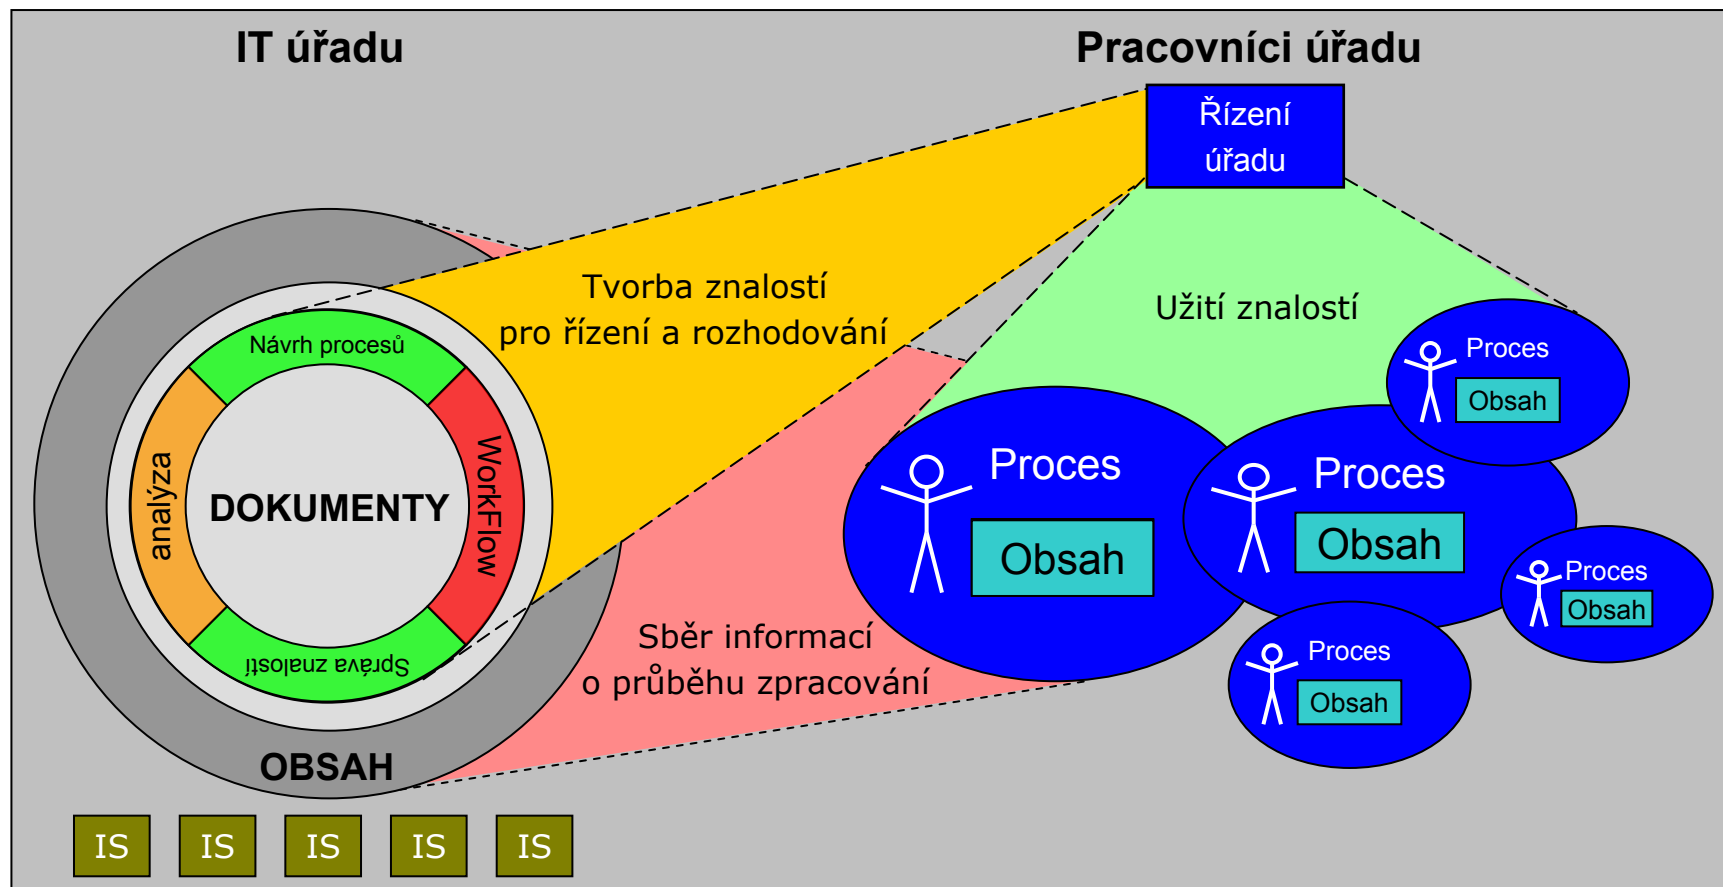 IT úřadu
Pracovníci úřadu
Řízení
úřadu
Tvorba znalostí
pro řízení a rozhodování
Užití znalostí
Návrh procesů
analýza
DOKUMENTY
WorkFlow
Správa znalostí
OBSAH
Sběr informací
o průběhu zpracování
Proces
Obsah
Proces
Obsah
Proces
Obsah
Proces
Obsah
Proces
Obsah
IS
IS
IS
IS
IS